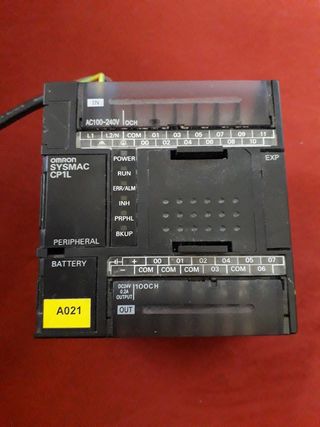 IN
AC100-240V 0CH
L1 L2/N COM 01 03 05 07 09 11
00 02 04 06 08 10
OMRON
SYSMAC
CP1L
POWER
RUN
ERR/ALM
INH
PRPHL
BKUP
EXP
PERIPHERAL
BATTERY
+ 00 01 02 04 05 07
- COM COM COM 03 COM 06
DC24V
0.2A
OUTPUT
100CH
OUT
A021